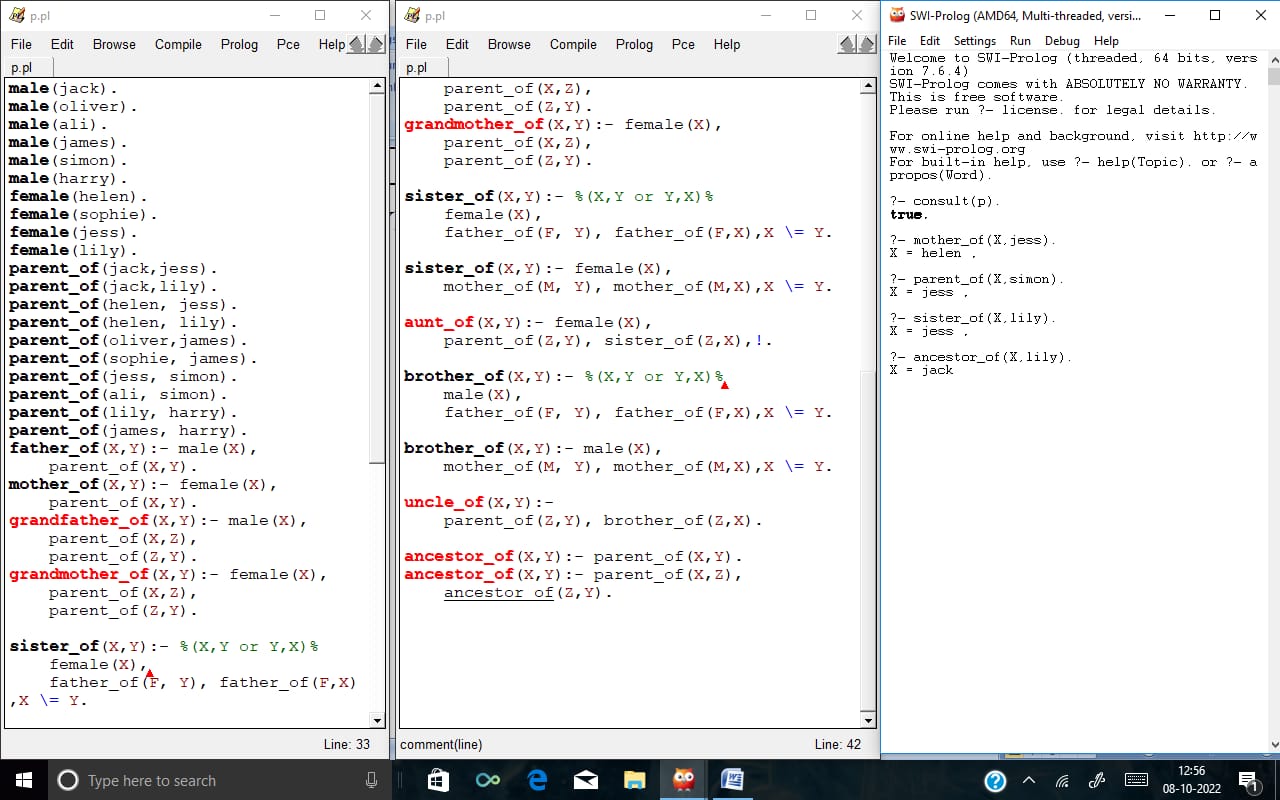 p.pl
File Edit Browse Compile Prolog Pce Help
p.pl
male(jack).
male(oliver).
male(ali).
male(james).
male(simon).
male(harry).
female(helen).
female(sophie).
female(jess).
female(lily).
parent_of(jack,jess).
parent_of(jack,lily).
parent_of(helen, jess).
parent_of(helen, lily).
parent_of(oliver,james).
parent_of(sophie, james).
parent_of(jess, simon).
parent_of(ali, simon).
parent_of(lily, harry).
parent_of(james, harry).
father_of(X,Y):- male(X),
parent_of(X,Y).
mother_of(X,Y):- female(X),
parent_of(X,Y).
grandfather_of(X,Y):- male(X),
parent_of(X,Z),
parent_of(Z,Y).
grandmother_of(X,Y):- female(X),
parent_of(X,Z),
parent_of(Z,Y).
sister_of(X,Y):- %(X,Y or Y,X)%
female(X),
father_of(F, Y), father_of(F,X)
,X \= Y.
Line: 33
p.pl
File Edit Browse Compile Prolog Pce Help
p.pl
parent_of(X,Z),
parent_of(Z,Y).
grandmother_of(X,Y):- female(X),
parent_of(X,Z),
parent_of(Z,Y).
sister_of(X,Y):- %(X,Y or Y,X)%
female(X),
father_of(F, Y), father_of(F,X),X \= Y.
sister_of(X,Y):- female(X),
mother_of(M, Y), mother_of(M,X),X \= Y.
aunt_of(X,Y):- female(X),
parent_of(Z,Y), sister_of(Z,X),!.
brother_of(X,Y):- %(X,Y or Y,X)%
male(X),
father_of(F, Y), father_of(F,X),X \= Y.
brother_of(X,Y):- male(X),
mother_of(M, Y), mother_of(M,X),X \= Y.
uncle_of(X,Y):-
parent_of(Z,Y), brother_of(Z,X).
ancestor_of(X,Y):- parent_of(X,Y).
ancestor_of(X,Y):- parent_of(X,Z),
ancestor_of(Z,Y).
comment(line) Line: 42
SWI-Prolog (AMD64, Multi-threaded, versi...
File Edit Settings Run Debug Help
Welcome to SWI-Prolog (threaded, 64 bits, vers
ion 7.6.4)
SWI-Prolog comes with ABSOLUTELY NO WARRANTY.
This is free software.
Please run ?- license. for legal details.
For online help and background, visit http://w
ww.swi-prolog.org
For built-in help, use ?- help(Topic). or ?- a
propos(Word).
?- consult(p).
true.
?- mother_of(X,jess).
X = helen .
?- parent_of(X,simon).
X = jess .
?- sister_of(X,lily).
X = jess .
?- ancestor_of(X,lily).
X = jack
Type here to search
12:56
08-10-2022
1